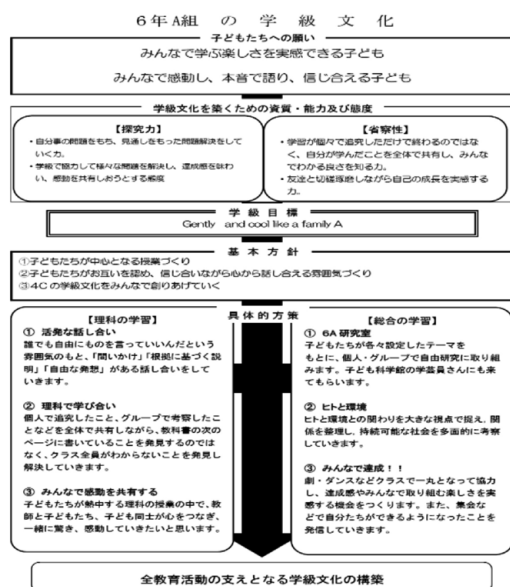 6年A組の学級文化
子どもたちへの願い
みんなで学ぶ楽しさを実感できる子ども
みんなで感動し、本音で語り、信じ合える子ども
学級文化を築くための資質・能力及び態度
【探究力】
・自分事の問題をもち、見通しをもった問題解決をして
いく力。
・学級で協力して様々な問題を解決し、達成感を味わ
い、感動を共有しおうとする態度
【省察性】
・学習が個々で追究しただけで終わるのではな
く、自分が学んだことを全体で共有し、みんな
でわかる良さを知る力。
・友達と切磋琢磨しながら自己の成長を実感する
力。
学級目標
Gently and cool like a family A
基本方針
①子どもたちが中心となる授業づくり
②子どもたちがお互いを認め、信じ合いながら心から話し合える雰囲気づくり
③4Cの学級文化をみんなで創りあげていく
具体的方策
【理科の学習】
① 活発な話し合い
誰でも自由にものを言っていいんだという
雰囲気のもと、「問いかけ」「根拠に基づく説
明」「自由な発想」がある話し合いをして
いきます。
② 理科で学び合い
個人で追究したこと、グループで考察したこ
となどを全体で共有しながら、教科書の次の
ページに書いていることを発見するのでは
なく、クラス全員がわからないことを発見し
解決していきます。
③ みんなで感動を共有する
子どもたちが熱中する理科の授業の中で、教
師と子どもたち、子ども同士が心をつなぎ、
一緒に驚き、感動していきたいと思います。
【総合の学習】
① 6A研究室
子どもたちが各々設定したテーマを
もとに、個人・グループで自由研究に取り組
みます。子ども科学館の学芸員さんにも来
てもらいます。
② ヒトと環境
ヒトと環境との関わりを大きな視点で捉え、関
係を整理し、持続可能な社会を多面的に考察
していきます。
③ みんなで達成！！
劇・ダンスなどクラスで一丸となって協力
し、達成感やみんなで取り組む楽しさを実
感する機会をつくります。また、集会な
どで自分たちができるようになったことを
発信していきます。
全教育活動の支えとなる学級文化の構築